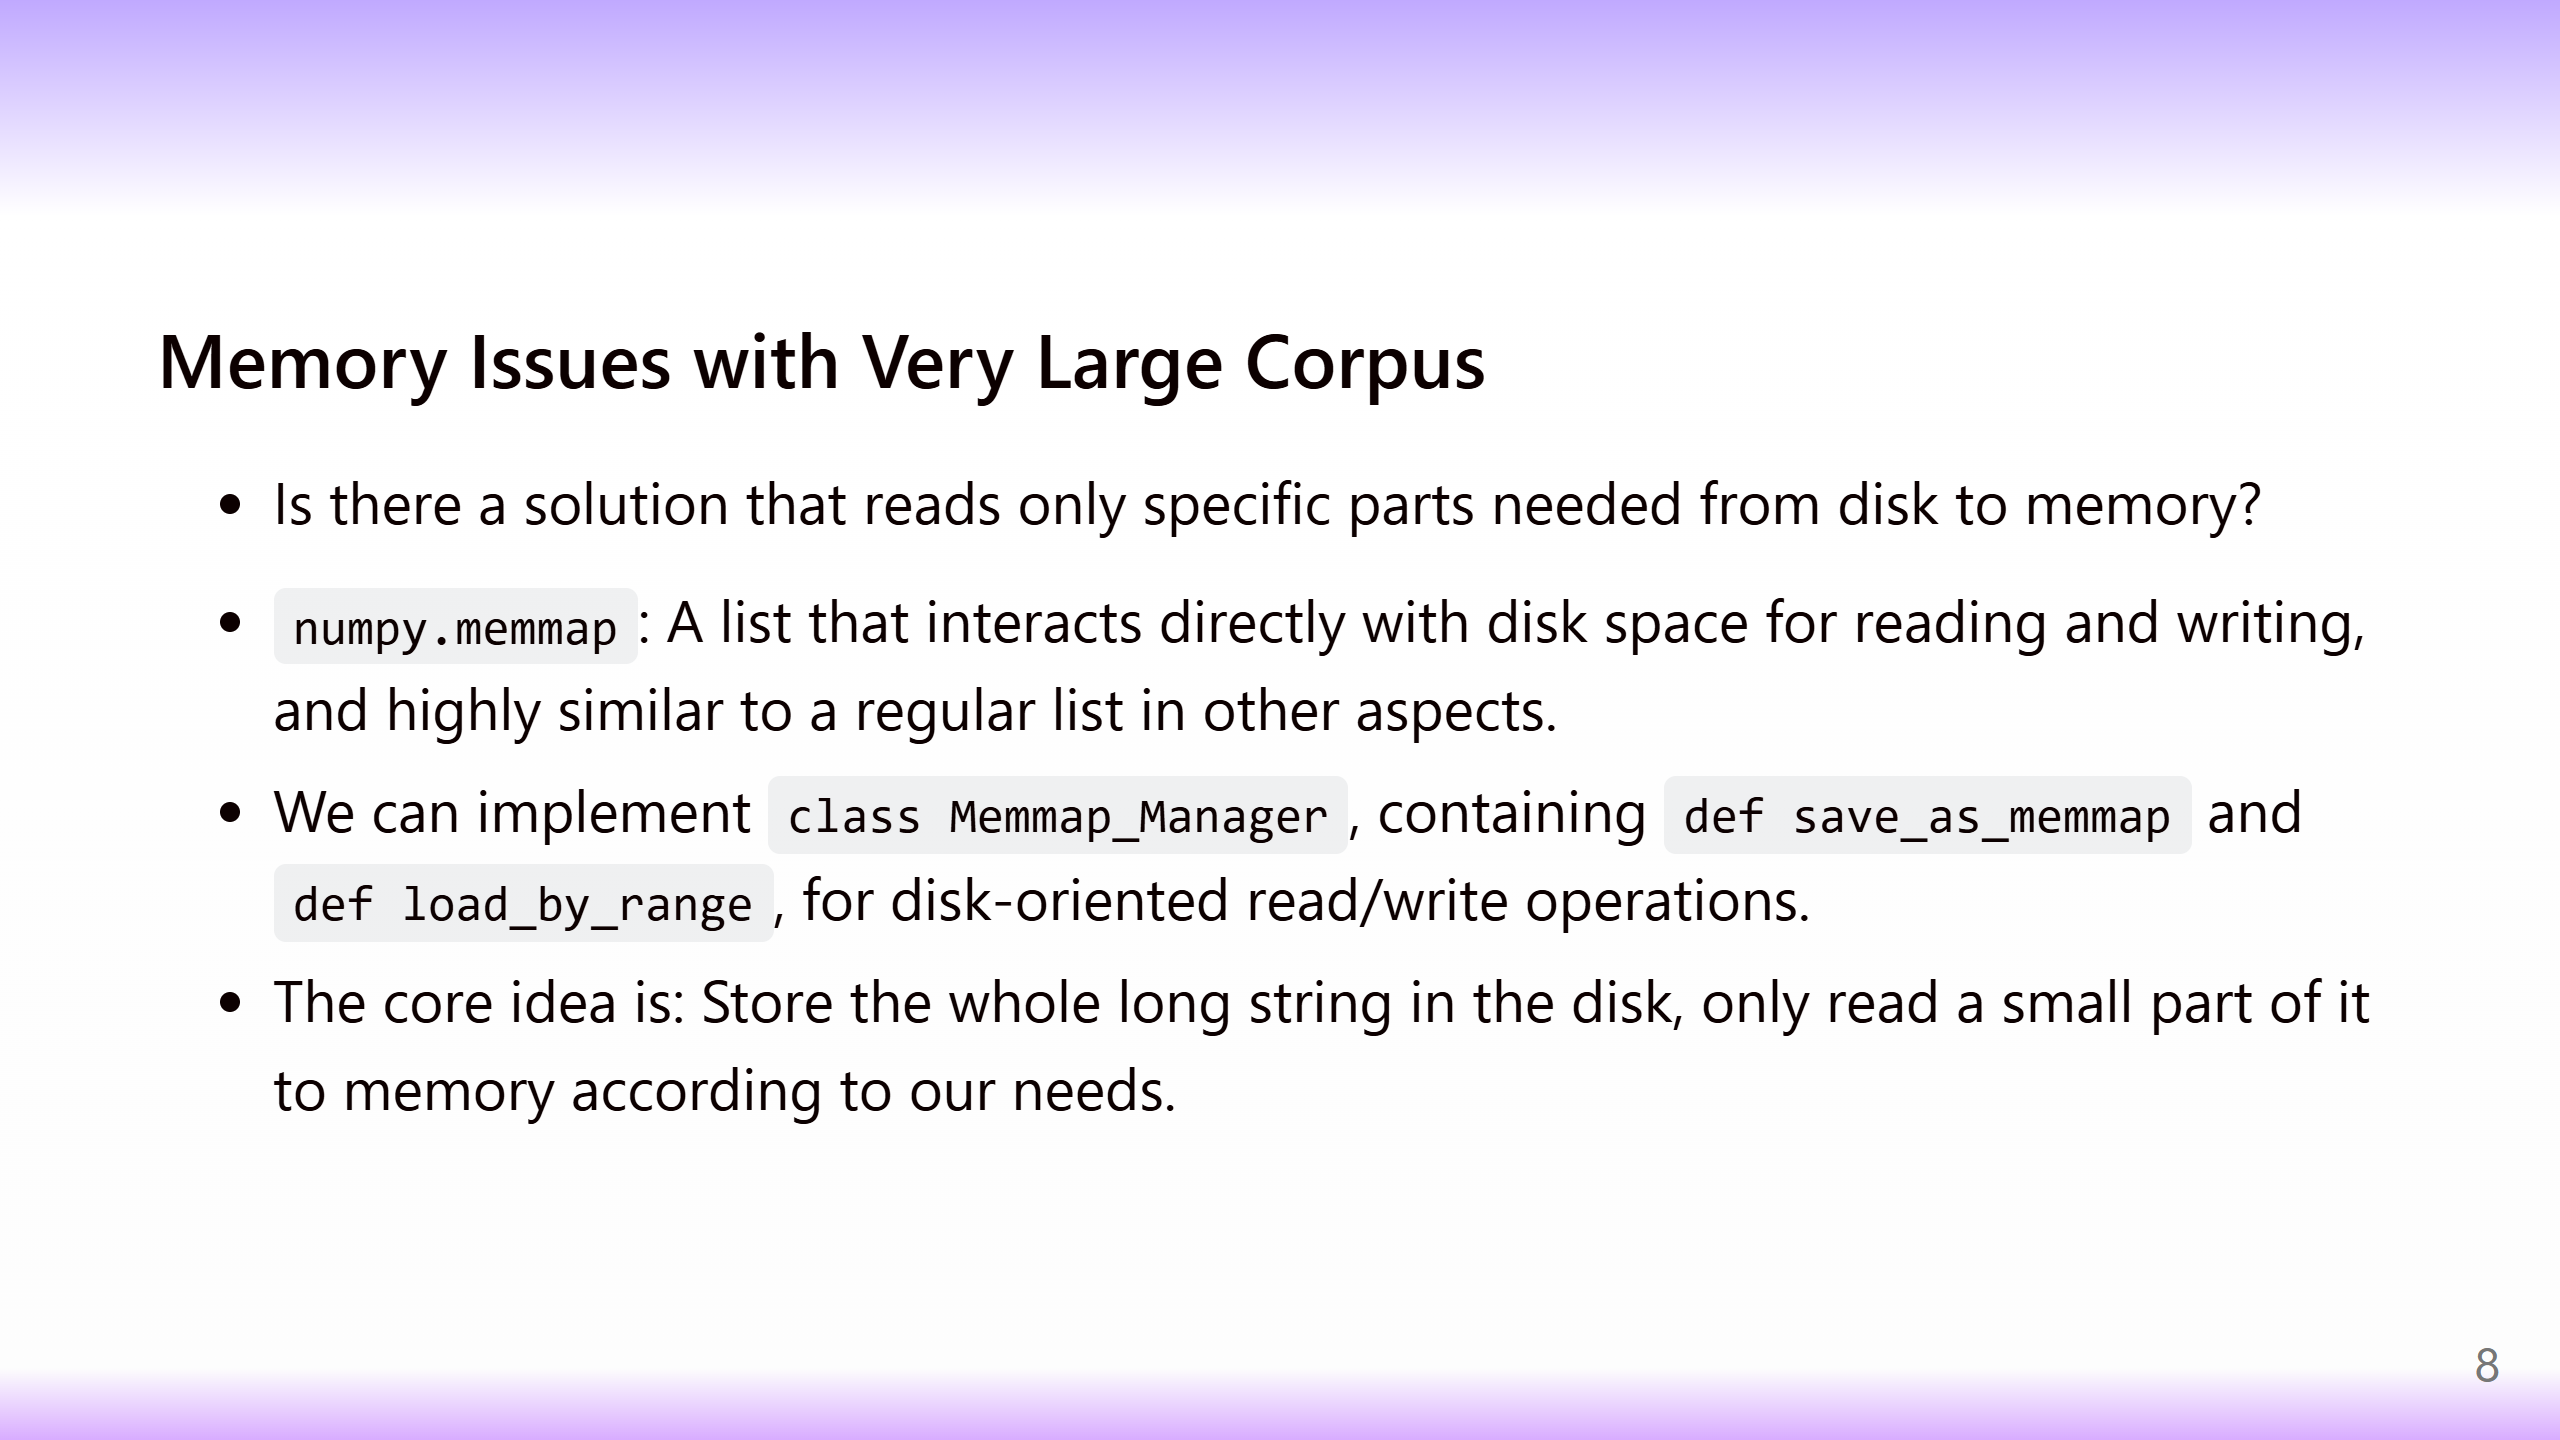 Memory Issues with Very Large Corpus
• Is there a solution that reads only specific parts needed from disk to memory?
• numpy.memmap : A list that interacts directly with disk space for reading and writing,
and highly similar to a regular list in other aspects.
• We can implement class Memmap_Manager , containing def save_as_memmap and
def load_by_range , for disk-oriented read/write operations.
• The core idea is: Store the whole long string in the disk, only read a small part of it
to memory according to our needs.
8